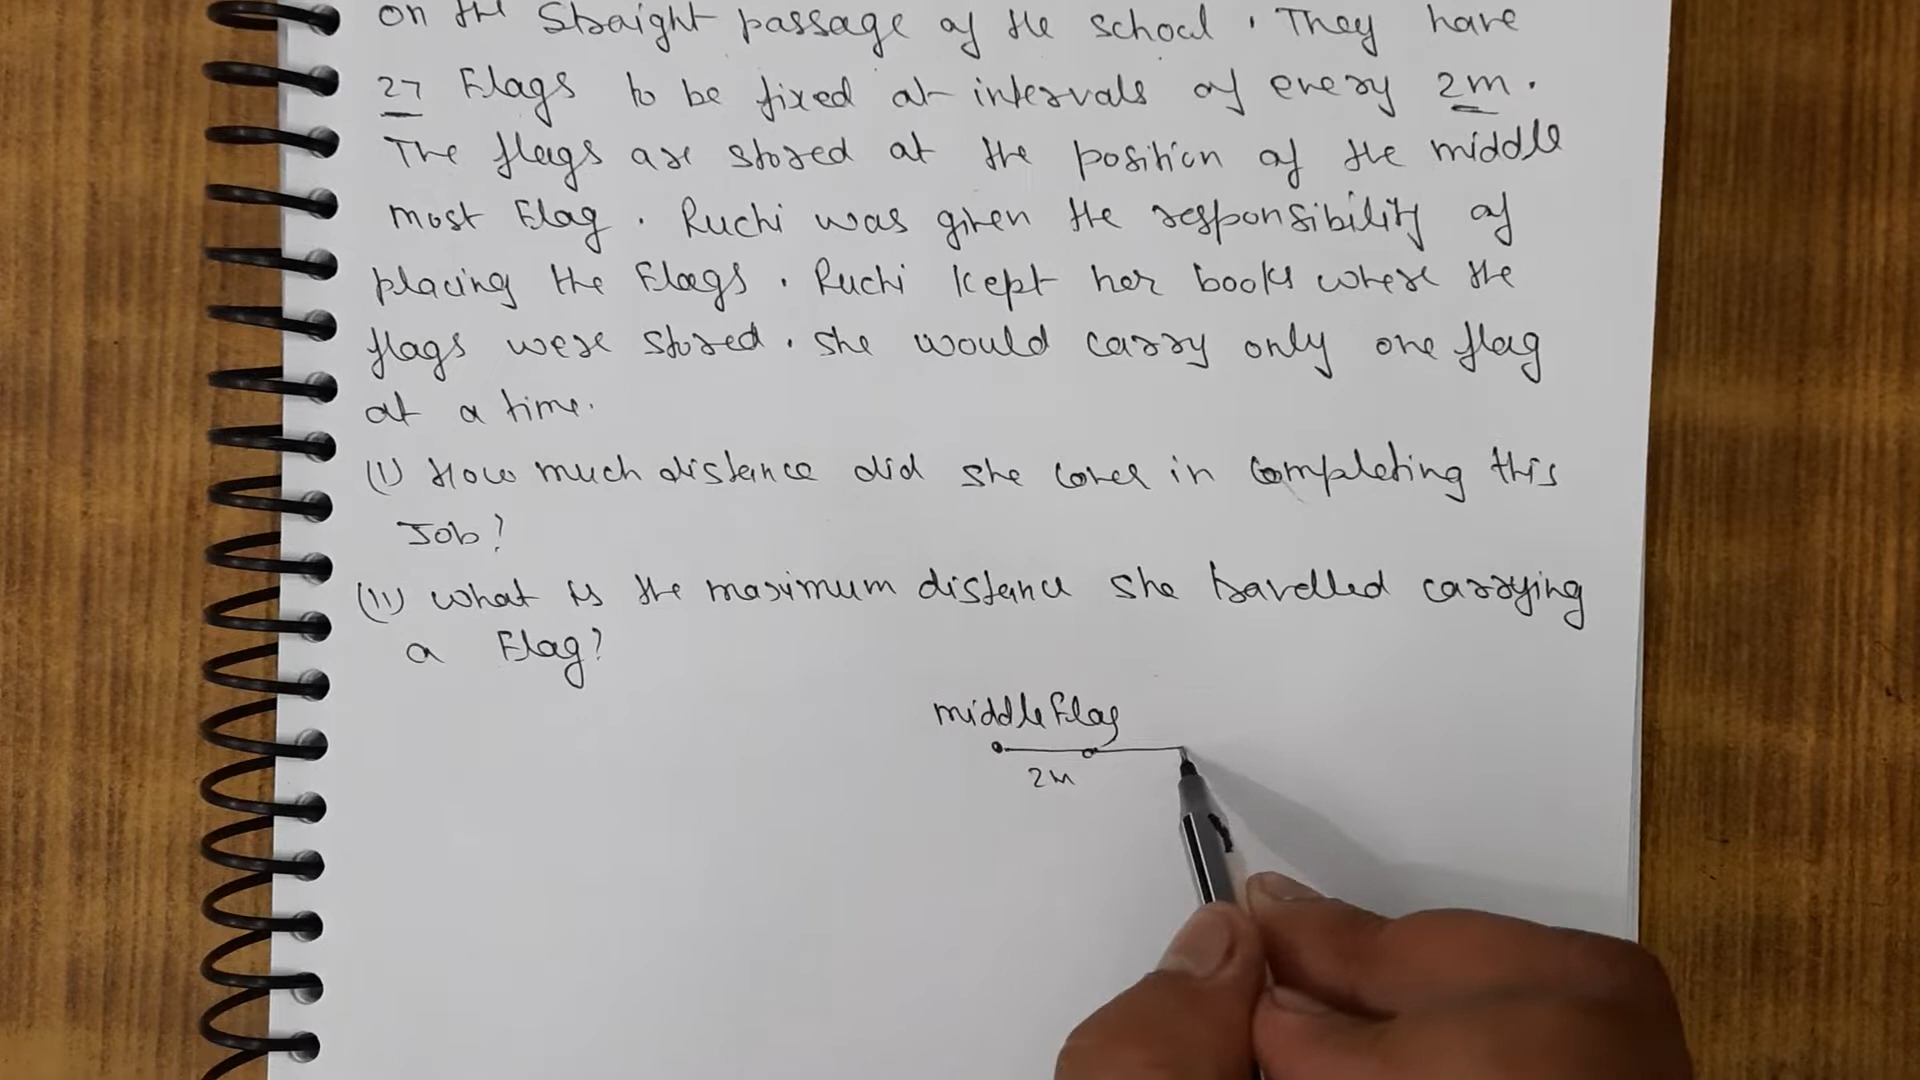 on the straight passage of the school. They have
27 Flags to be fixed at intervals of every 2m.
The flags are stored at the position of the middle
most Flag. Ruchi was given the responsibility of
placing the Flags. Ruchi kept her books where the
flags were stored. She would carry only one flag
at a time.
(i) How much distance did she cover in completing this
Job?
(ii) what is the maximum distance she travelled carrying
a Flag?
middle Flag
2m